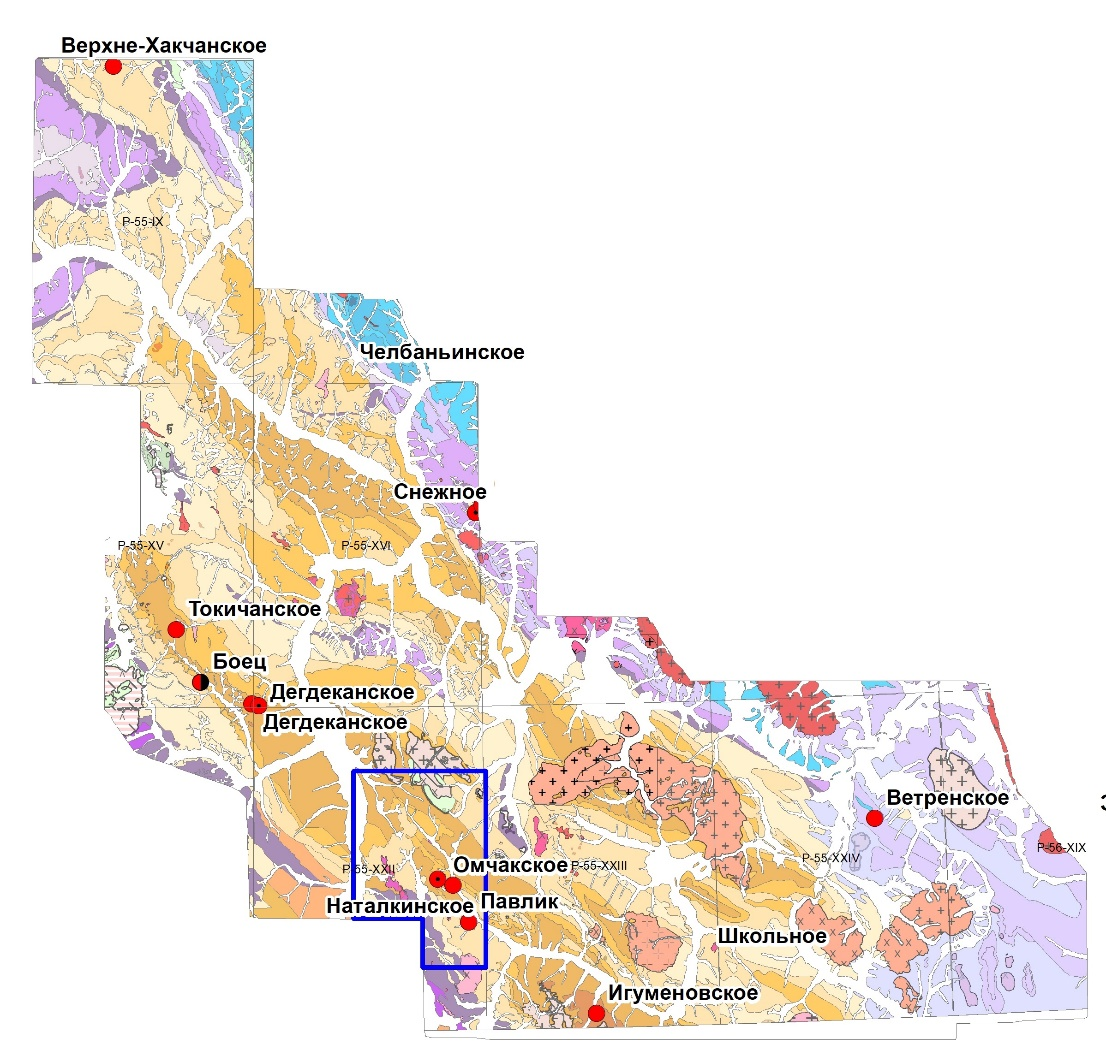 Верхне-Хакчанское
P-55-IX
Челбаньинское
Снежное
P-55-XV
P-55-XVI
Токичанское
Боец
Дегдеканское
Дегдеканское
Ветренское
Э
P-56-XIX
P-55-XXIV
Омчакское
P-55-XXIII
P-55-XXII
Наталкинское
Павлик
Школьное
Игуменовское